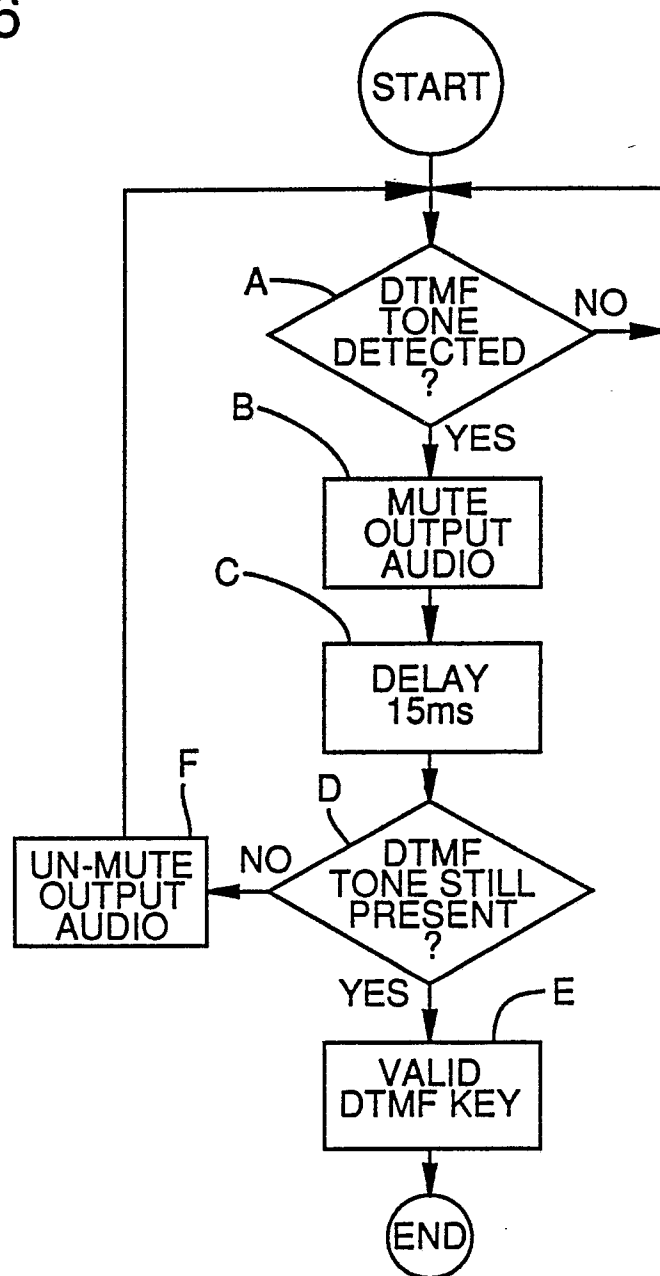 6
START
A
DTMF
TONE
DETECTED
?
NO
B
YES
MUTE
OUTPUT
AUDIO
C
DELAY
15ms
F
D
UN-MUTE
OUTPUT
AUDIO
NO
DTMF
TONE STILL
PRESENT
?
YES
E
VALID
DTMF KEY
END